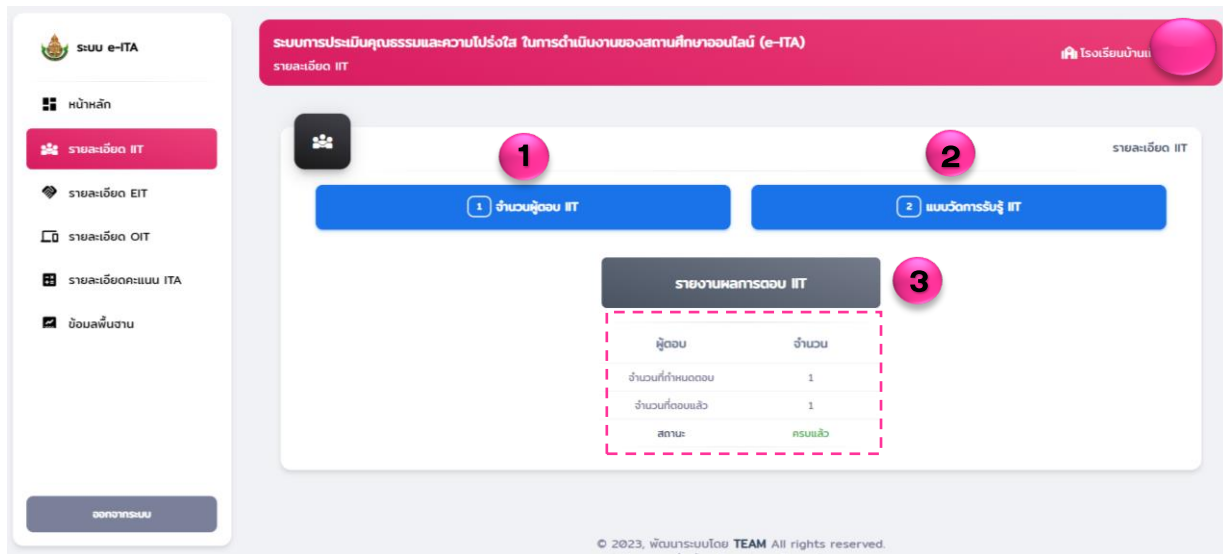 ระบบ e-ITA
หน้าหลัก
รายละเอียด IIT
รายละเอียด EIT
รายละเอียด OIT
รายละเอียดคะแนน ITA
ข้อมูลพื้นฐาน
ออกจากระบบ
ระบบการประเมินคุณธรรมและความโปร่งใส ในการดำเนินงานของสถานศึกษาออนไลน์ (e-ITA)
รายละเอียด IIT
โรงเรียนบ้าน
รายละเอียด IIT
1
2
1 จำนวนผู้ตอบ IIT
2 แบบวัดการรับรู้ IIT
รายงานผลการตอบ IIT
3
ผู้ตอบ จำนวน
จำนวนที่กำหนดตอบ 1
จำนวนที่ตอบแล้ว 1
สถานะ ครบแล้ว
© 2023, พัฒนาระบบโดย TEAM All rights reserved.